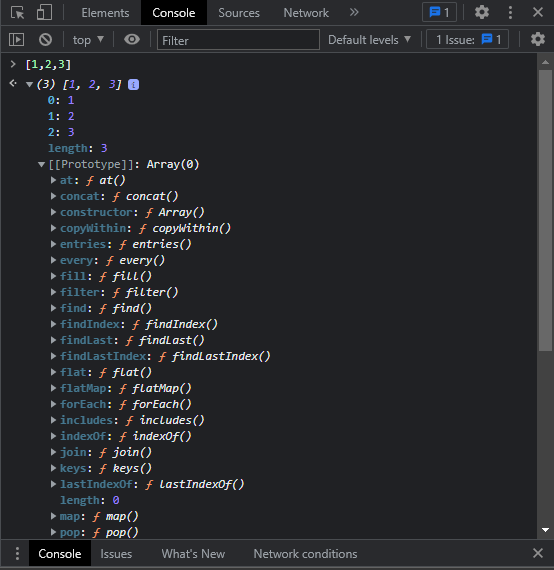 Elements Console Sources Network » 1
top Filter Default levels 1 Issue: 1
> [1,2,3]
(3) [1, 2, 3] i
0: 1
1: 2
2: 3
length: 3
[[Prototype]]: Array(0)
at: ƒ at()
concat: ƒ concat()
constructor: ƒ Array()
copyWithin: ƒ copyWithin()
entries: ƒ entries()
every: ƒ every()
fill: ƒ fill()
filter: ƒ filter()
find: ƒ find()
findIndex: ƒ findIndex()
findLast: ƒ findLast()
findLastIndex: ƒ findLastIndex()
flat: ƒ flat()
flatMap: ƒ flatMap()
forEach: ƒ forEach()
includes: ƒ includes()
indexOf: ƒ indexOf()
join: ƒ join()
keys: ƒ keys()
lastIndexOf: ƒ lastIndexOf()
length: 0
map: ƒ map()
pop: ƒ pop()
Console Issues What's New Network conditions